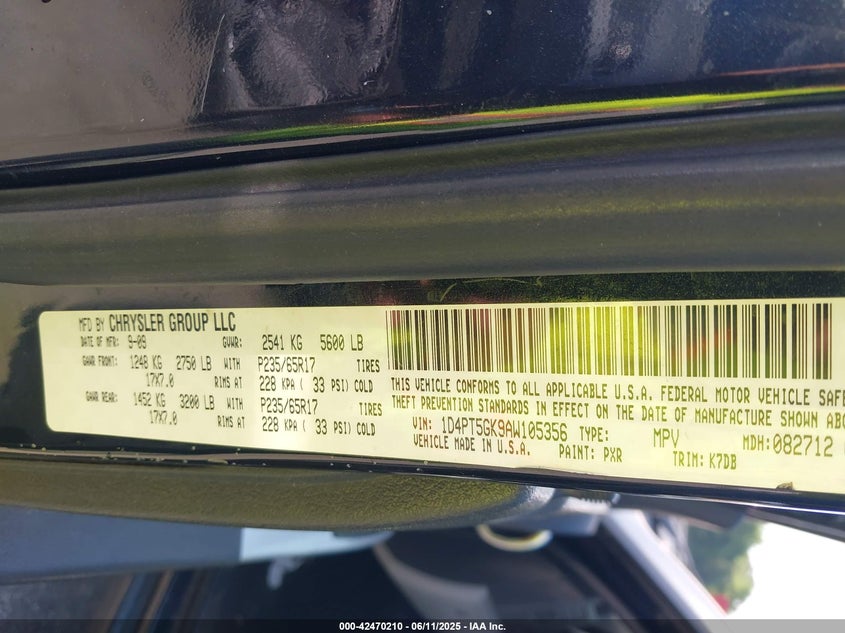 MFD BY CHRYSLER GROUP LLC
DATE OF MFR: 9-09 GVWR: 2541 KG 5600 LB
GAWR FRONT: 1248 KG 2750 LB WITH P235/65R17 TIRES
17X7.0 RIMS AT 228 KPA ( 33 PSI) COLD
GAWR REAR: 1452 KG 3200 LB WITH P235/65R17 TIRES
17X7.0 RIMS AT 228 KPA ( 33 PSI) COLD
THIS VEHICLE CONFORMS TO ALL APPLICABLE U.S.A. FEDERAL MOTOR VEHICLE SAFE
THEFT PREVENTION STANDARDS IN EFFECT ON THE DATE OF MANUFACTURE SHOWN ABO
VIN: 1D4PT5GK9AW105356 TYPE: MPV MDH: 082712
VEHICLE MADE IN U.S.A. PAINT: PXR TRIM: K7DB
000-42470210 - 06/11/2025 - IAA Inc.